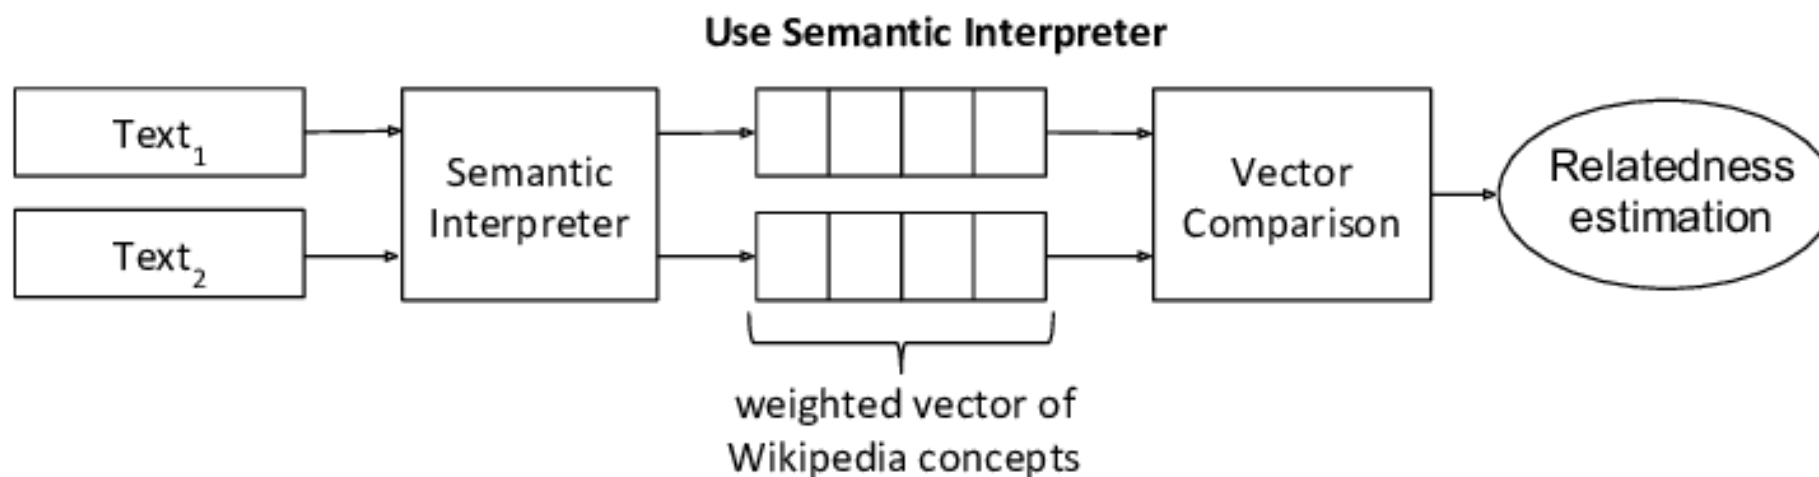 Use Semantic Interpreter
Text1
Text2
Semantic
Interpreter
weighted vector of
Wikipedia concepts
Vector
Comparison
Relatedness
estimation